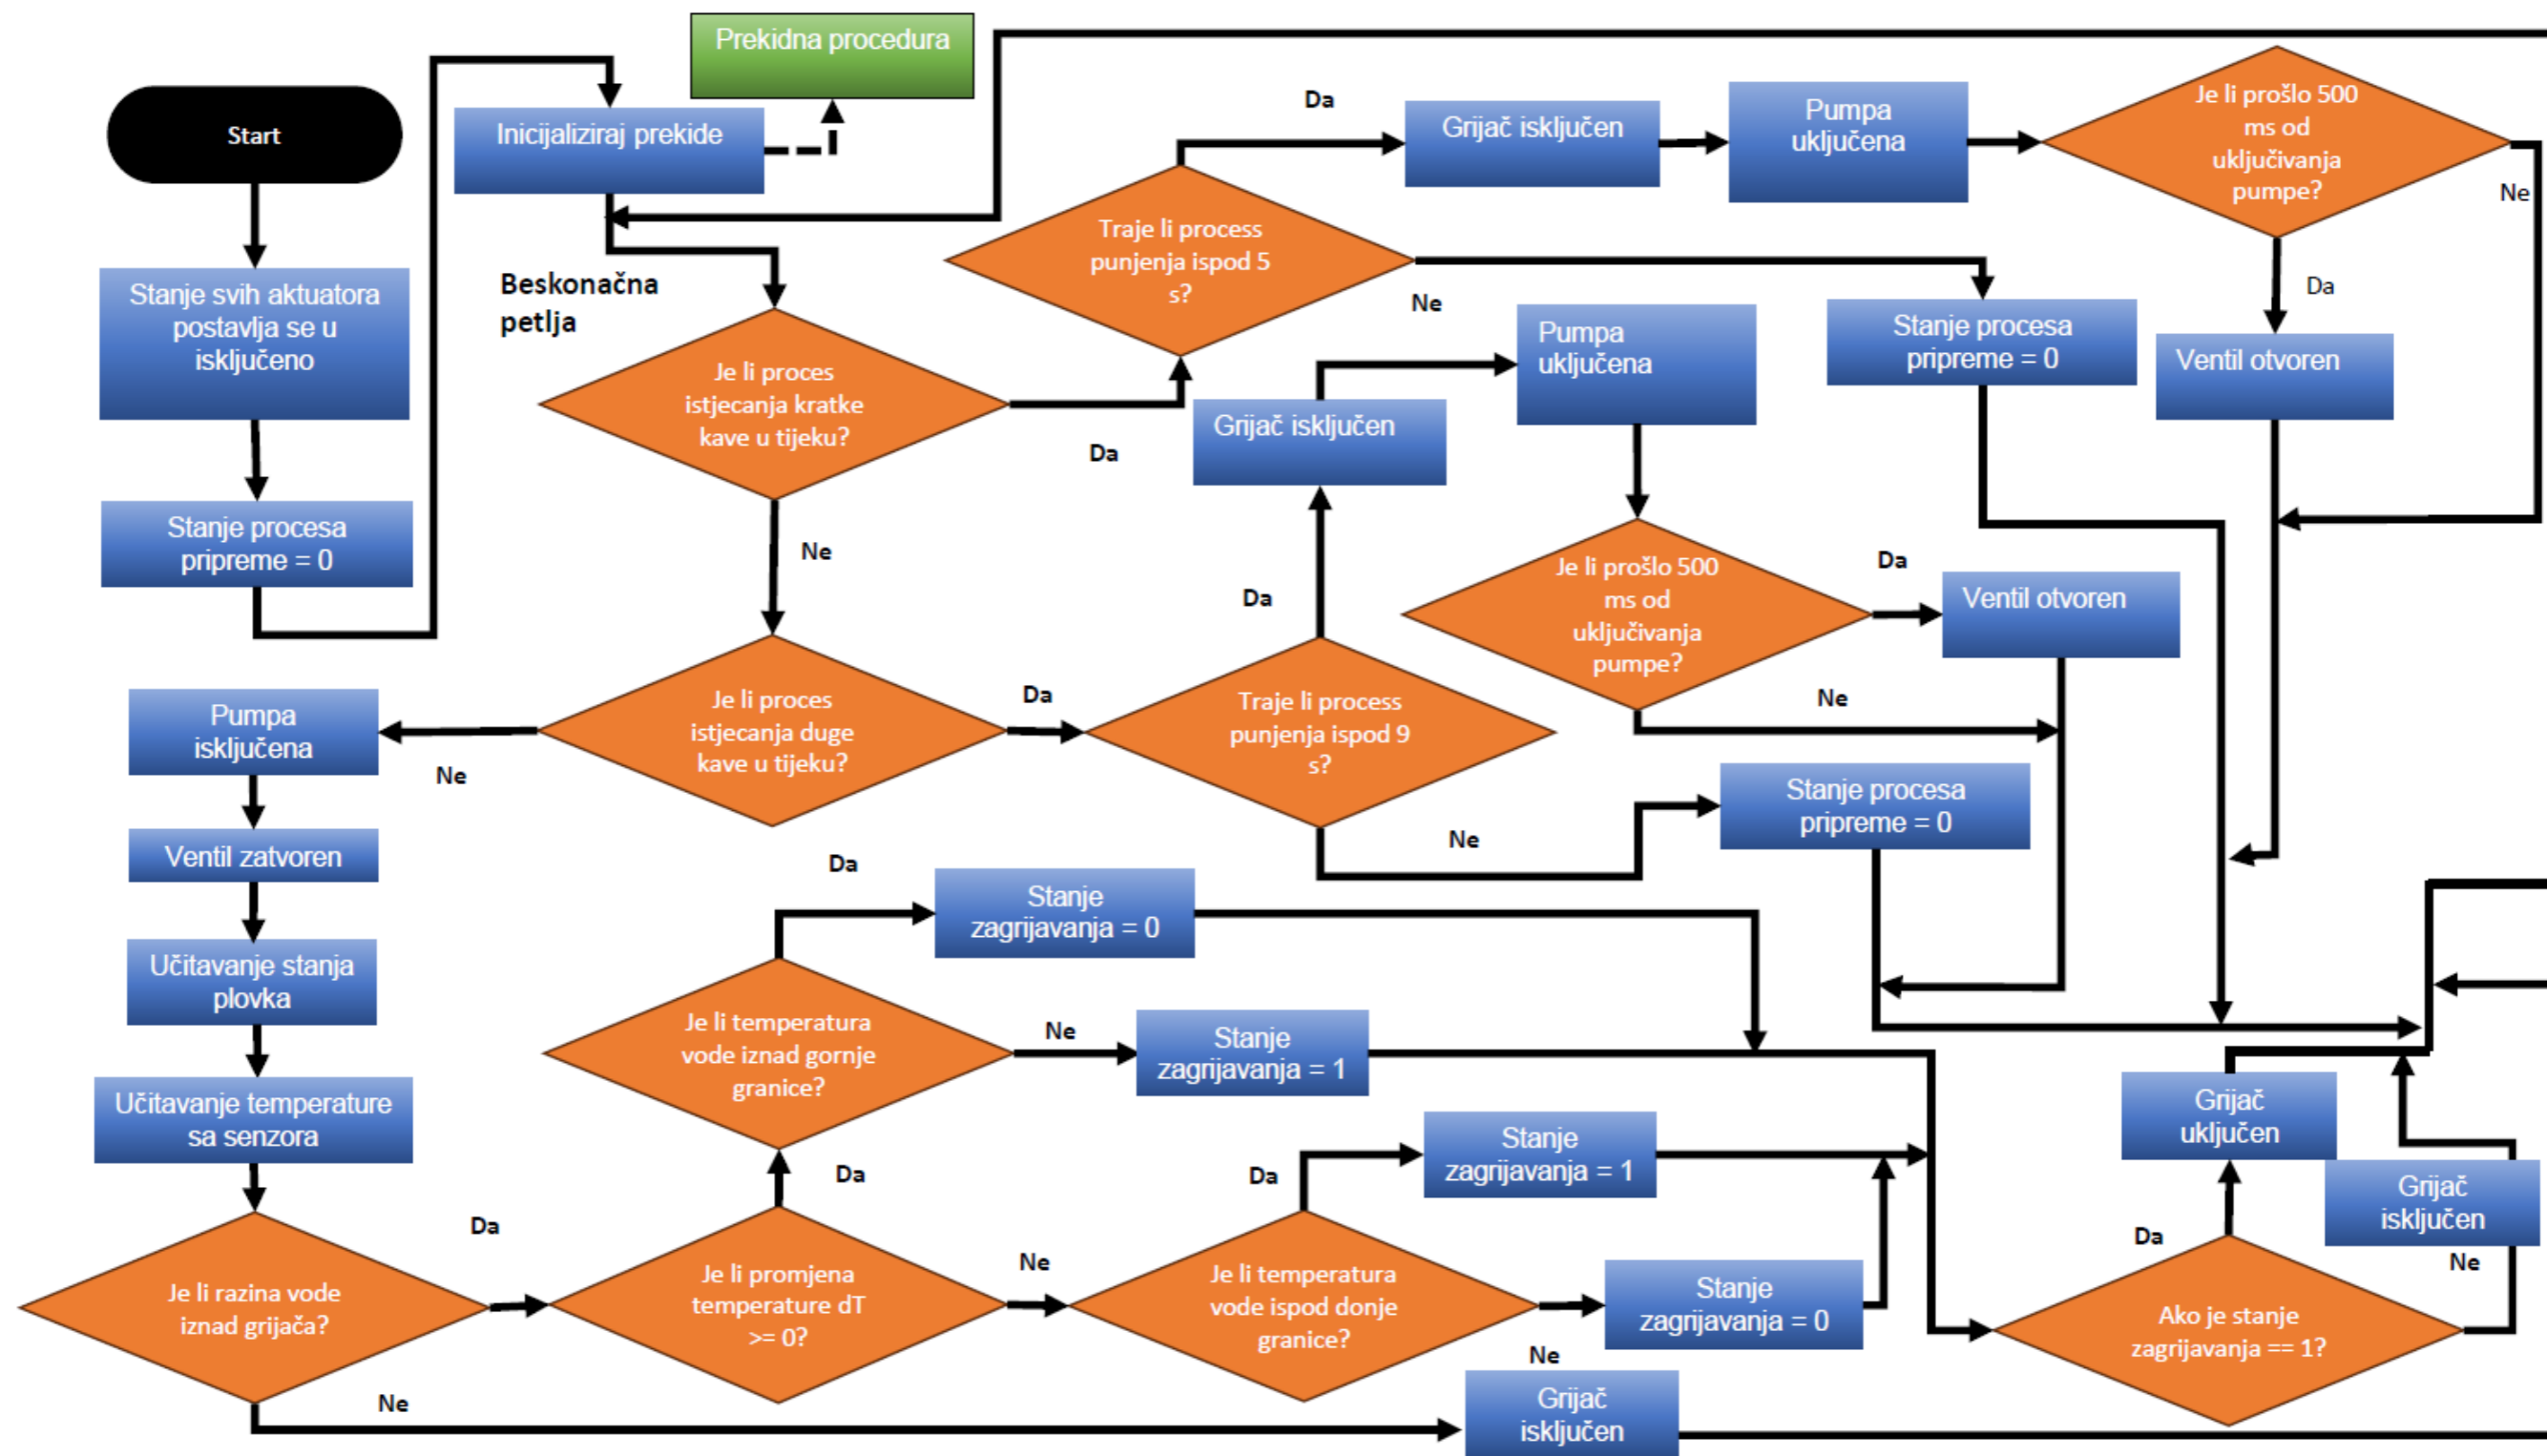 Prekidna procedura
Start
Inicijaliziraj prekide
Da
Grijač isključen
Pumpa
uključena
Je li prošlo 500
ms od
uključivanja
pumpe?
Ne
Da
Ventil otvoren
Stanje svih aktuatora
postavlja se u
isključeno
Stanje procesa
pripreme = 0
Beskonačna
petlja
Traje li process
punjenja ispod 5
s?
Ne
Stanje procesa
pripreme = 0
Je li proces
istjecanja kratke
kave u tijeku?
Da
Ne
Grijač isključen
Pumpa
uključena
Je li prošlo 500
ms od
uključivanja
pumpe?
Da
Ventil otvoren
Ne
Je li proces
istjecanja duge
kave u tijeku?
Da
Ne
Traje li process
punjenja ispod 9
s?
Da
Ne
Stanje procesa
pripreme = 0
Pumpa
isključena
Ventil zatvoren
Učitavanje stanja
plovka
Učitavanje temperature
sa senzora
Je li razina vode
iznad grijača?
Da
Ne
Je li promjena
temperature dT
>= 0?
Da
Ne
Je li temperatura
vode iznad gornje
granice?
Da
Stanje
zagrijavanja = 0
Ne
Stanje
zagrijavanja = 1
Je li temperatura
vode ispod donje
granice?
Da
Stanje
zagrijavanja = 1
Ne
Stanje
zagrijavanja = 0
Grijač
isključen
Ako je stanje
zagrijavanja == 1?
Da
Grijač
uključen
Ne
Grijač
isključen